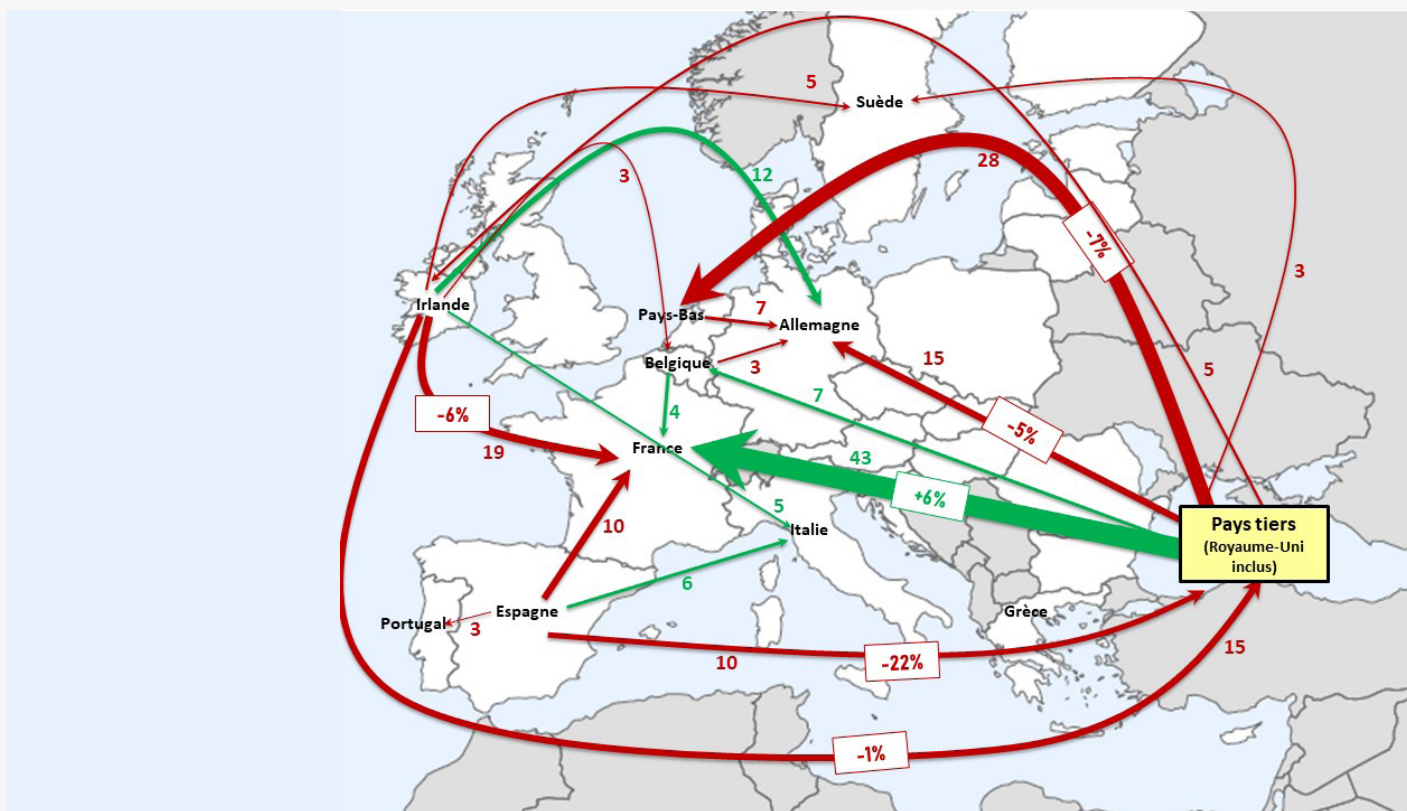 5
Suède
28
3
12
-7%
3
Irlande
Pays-Bas
7
Allemagne
15
Belgique
3
5
7
-6%
4
-5%
19
France
43
+6%
10
5
Italie
Pays tiers
(Royaume-Uni
inclus)
6
Espagne
Portugal
3
Grèce
10
-22%
15
-1%